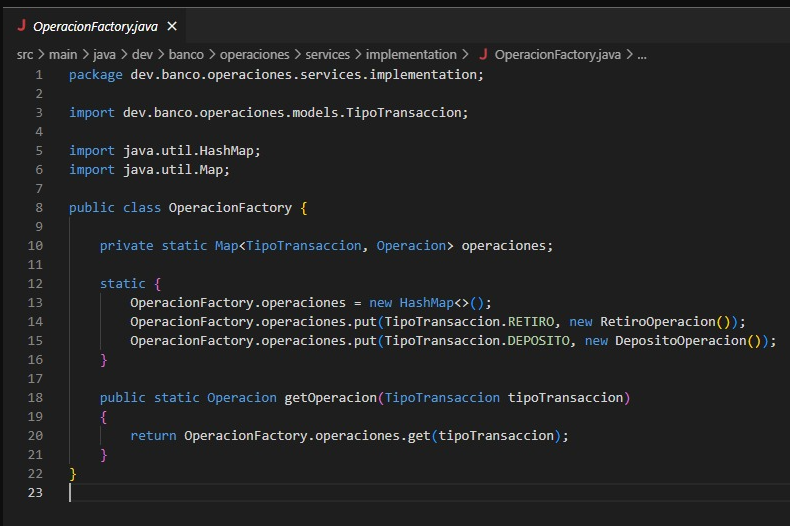 J OperacionFactory.java ×
src > main > java > dev > banco > operaciones > services > implementation > J OperacionFactory.java > ...
1 package dev.banco.operaciones.services.implementation;
2
3 import dev.banco.operaciones.models.TipoTransaccion;
4
5 import java.util.HashMap;
6 import java.util.Map;
7
8 public class OperacionFactory {
9
10     private static Map<TipoTransaccion, Operacion> operaciones;
11
12     static {
13         OperacionFactory.operaciones = new HashMap<>();
14         OperacionFactory.operaciones.put(TipoTransaccion.RETIRO, new RetiroOperacion());
15         OperacionFactory.operaciones.put(TipoTransaccion.DEPOSITO, new DepositoOperacion());
16     }
17
18     public static Operacion getOperacion(TipoTransaccion tipoTransaccion)
19     {
20         return OperacionFactory.operaciones.get(tipoTransaccion);
21     }
22 }
23